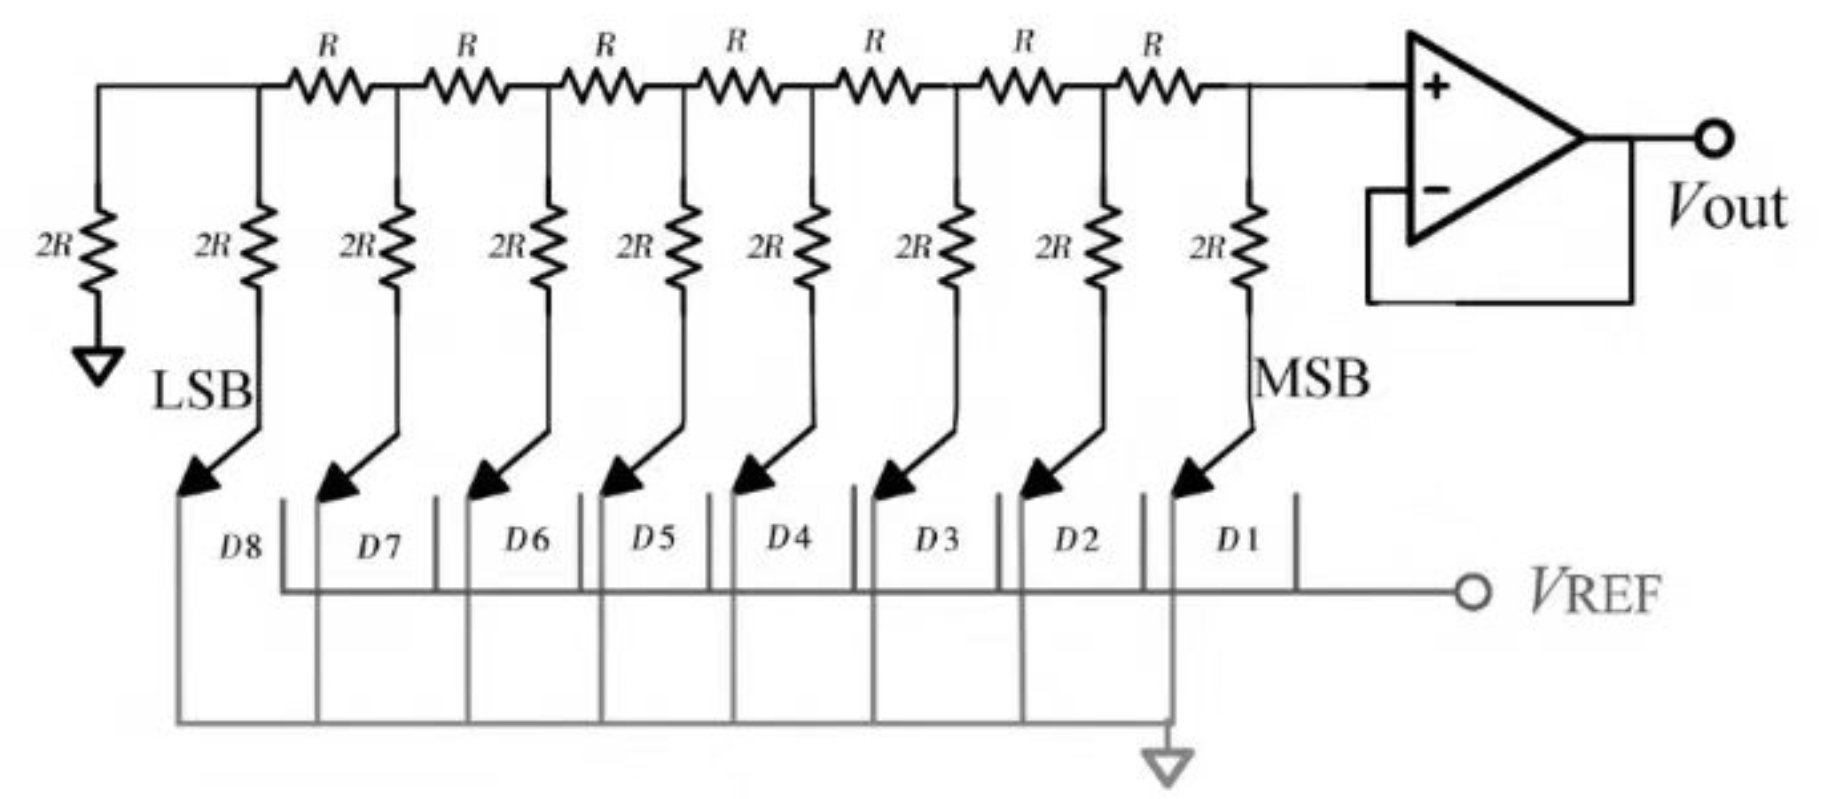 R R R R R R R
+
−
Vout
2R 2R 2R 2R 2R 2R 2R 2R 2R
LSB MSB
D8 D7 D6 D5 D4 D3 D2 D1
VREF